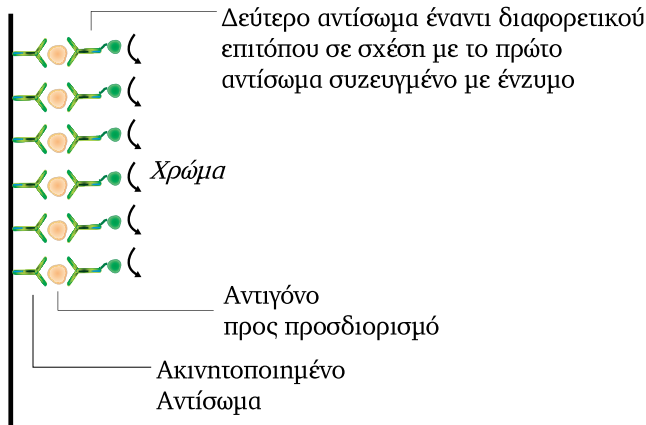 Δεύτερο αντίσωμα έναντι διαφορετικού
επιτόπου σε σχέση με το πρώτο
αντίσωμα συζευγμένο με ένζυμο
Χρώμα
Αντιγόνο
προς προσδιορισμό
Ακινητοποιημένο
Αντίσωμα